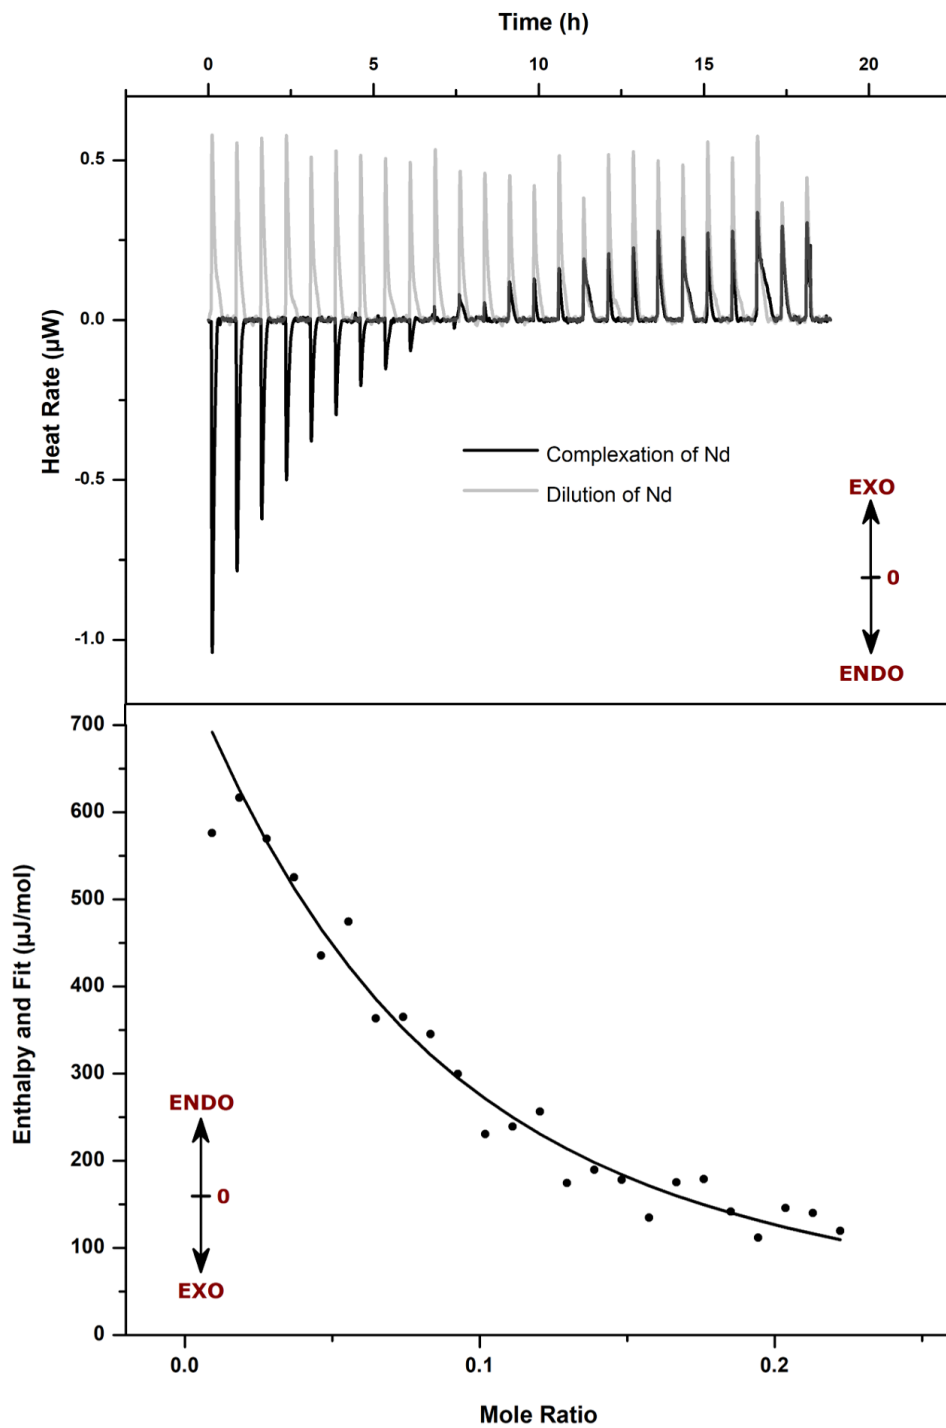 Time (h)
0 5 10 15 20
0.5
0.0
-0.5
-1.0
Heat Rate (µW)
Complexation of Nd
Dilution of Nd
EXO
0
ENDO
700
600
500
400
300
200
100
0
Enthalpy and Fit (µJ/mol)
ENDO
0
EXO
0.0 0.1 0.2
Mole Ratio